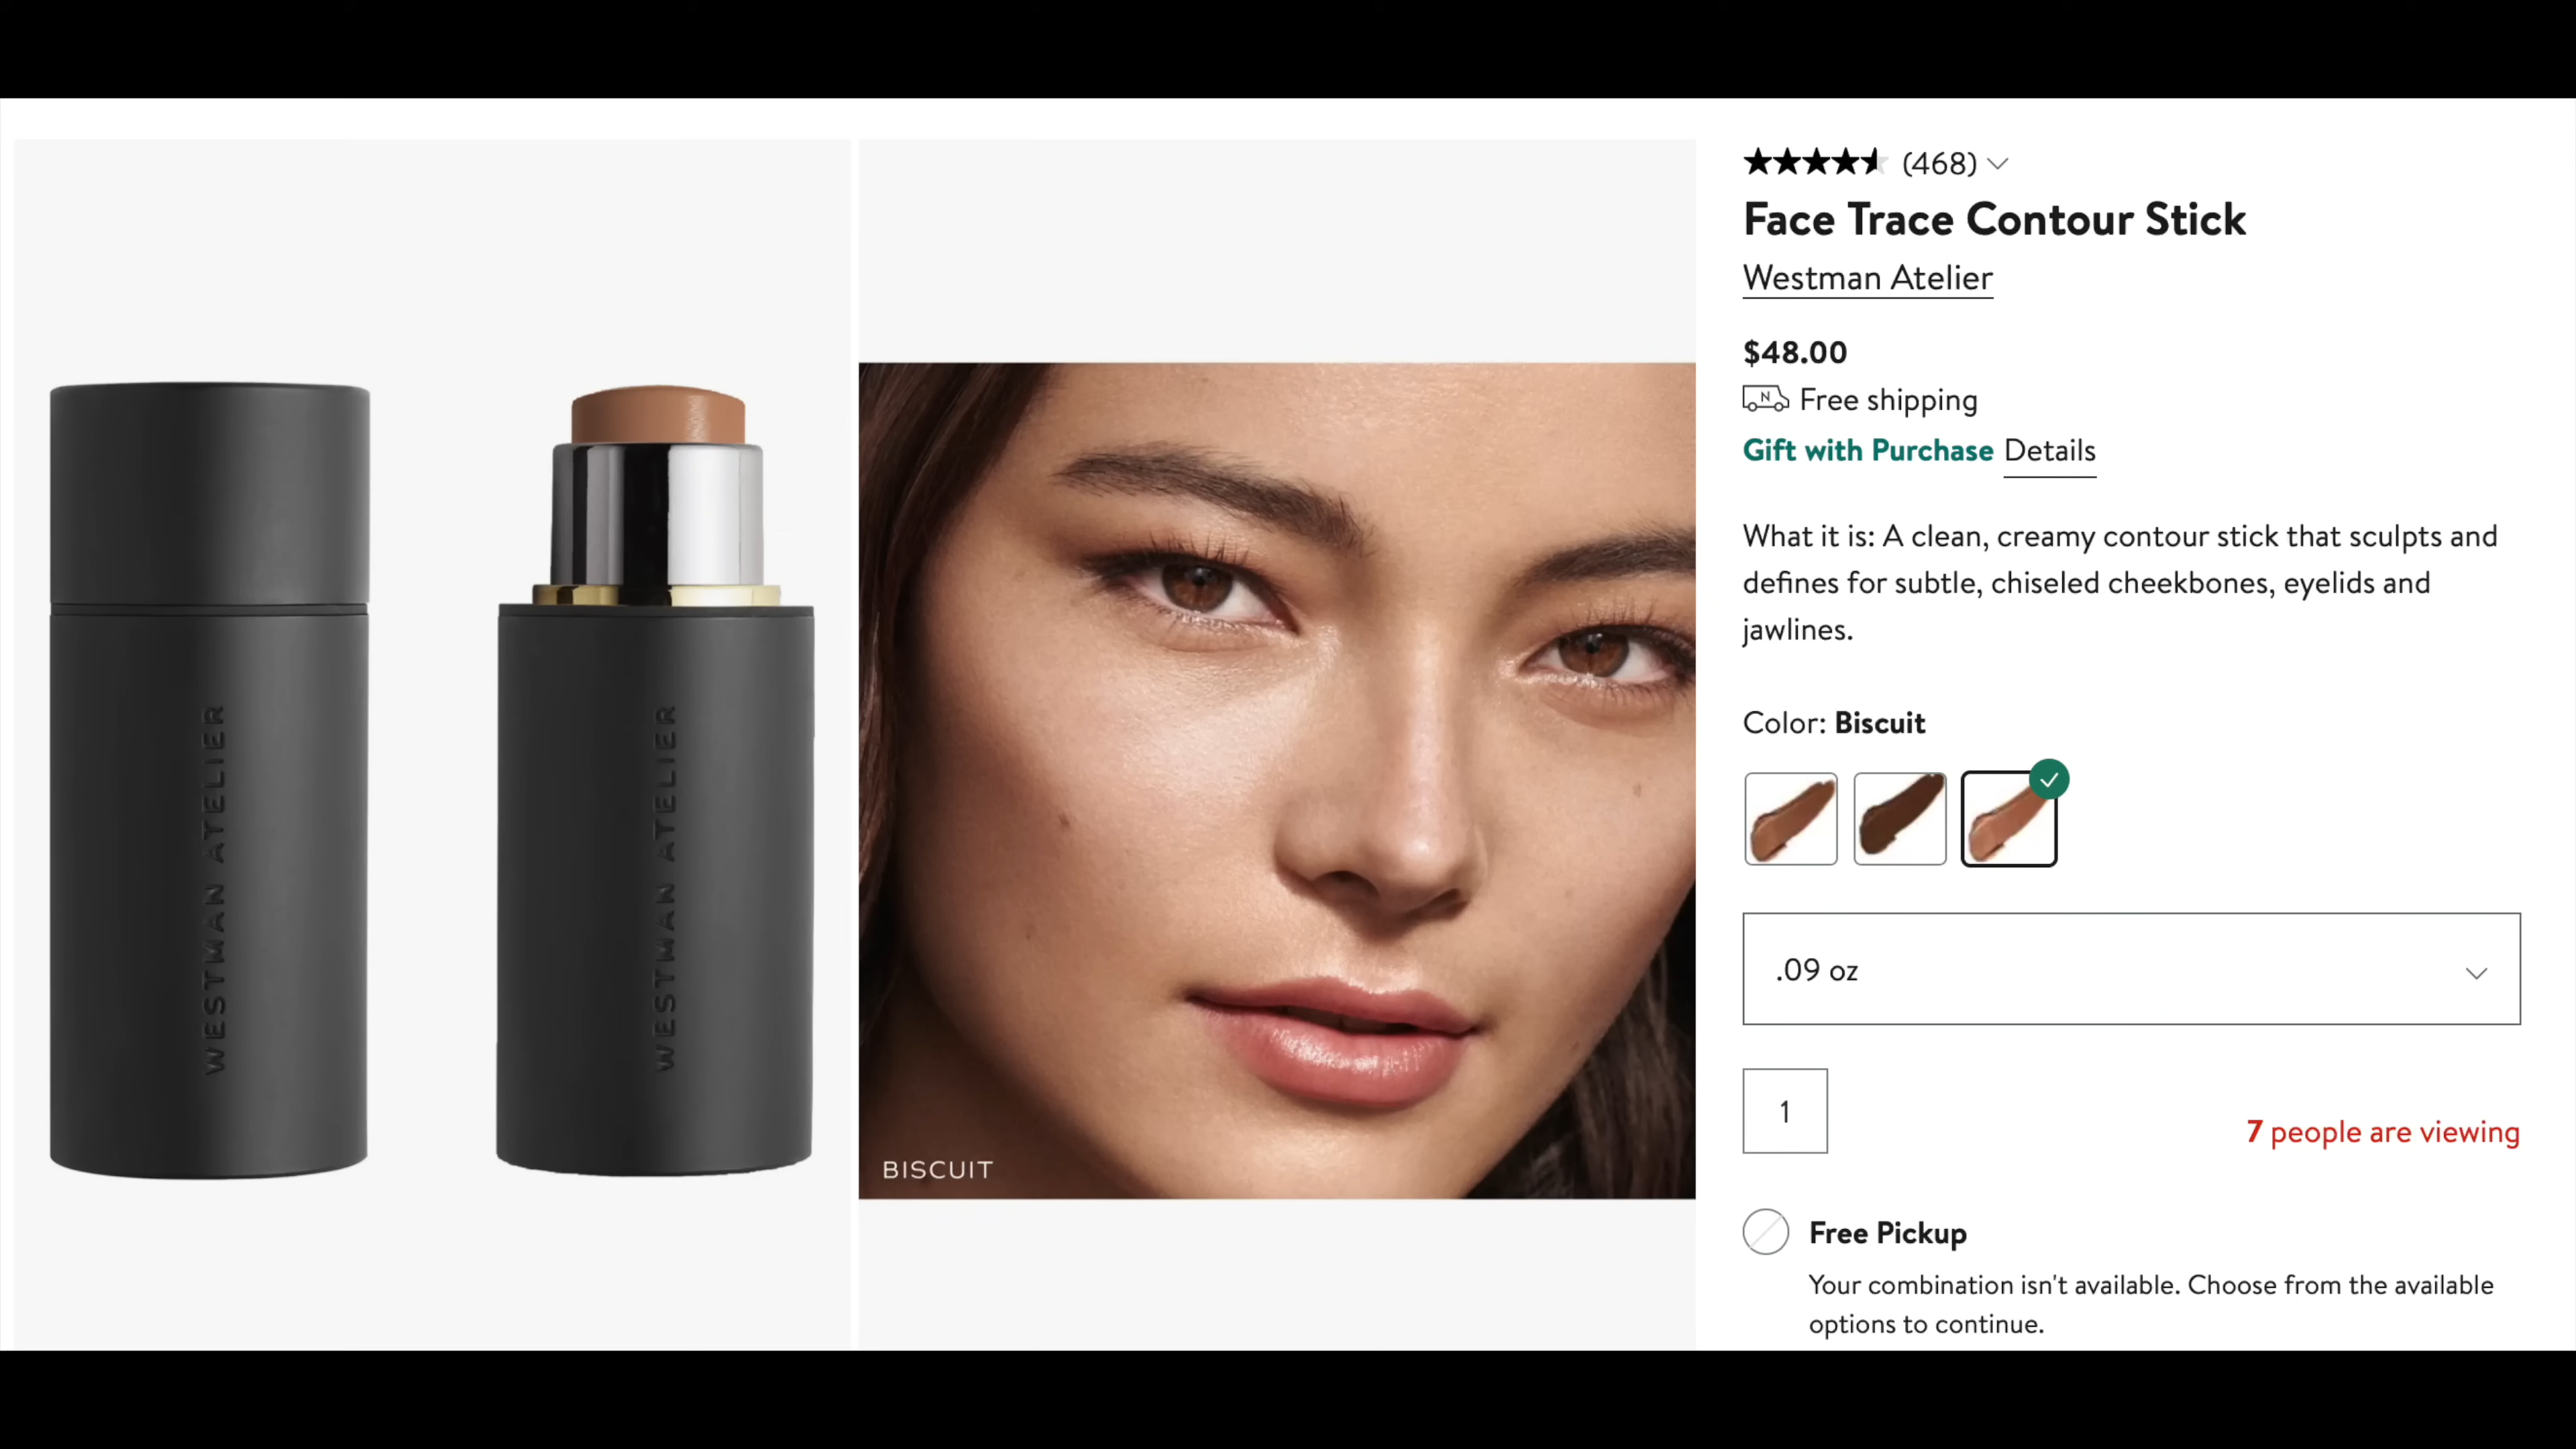 WESTMAN ATELIER
WESTMAN ATELIER
BISCUIT
(468)
Face Trace Contour Stick
Westman Atelier
$48.00
N
Free shipping
Gift with Purchase Details
What it is: A clean, creamy contour stick that sculpts and
defines for subtle, chiseled cheekbones, eyelids and
jawlines.
Color: Biscuit
.09 oz
1
7 people are viewing
Free Pickup
Your combination isn't available. Choose from the available
options to continue.